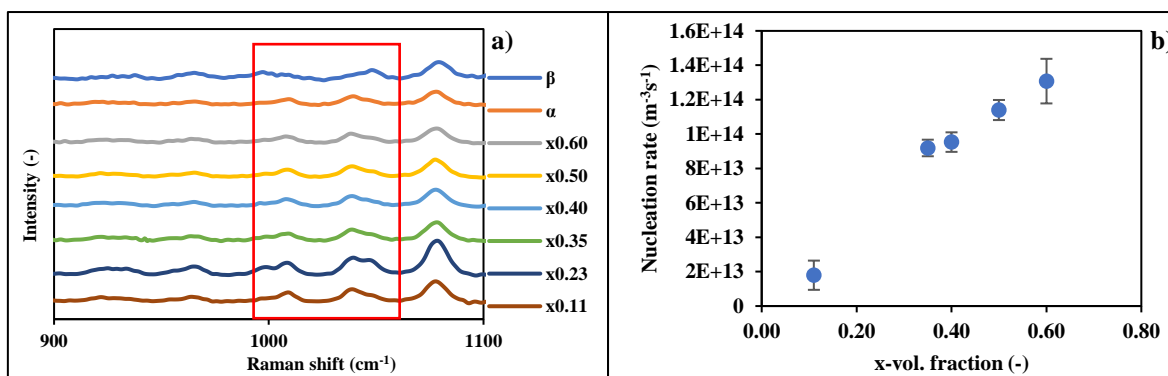 a)
Intensity (-)
β
α
x0.60
x0.50
x0.40
x0.35
x0.23
x0.11
900
1000
1100
Raman shift (cm⁻¹)
b)
Nucleation rate (m⁻³s⁻¹)
1.6E+14
1.4E+14
1.2E+14
1E+14
8E+13
6E+13
4E+13
2E+13
0
0.00
0.20
0.40
0.60
0.80
x-vol. fraction (-)